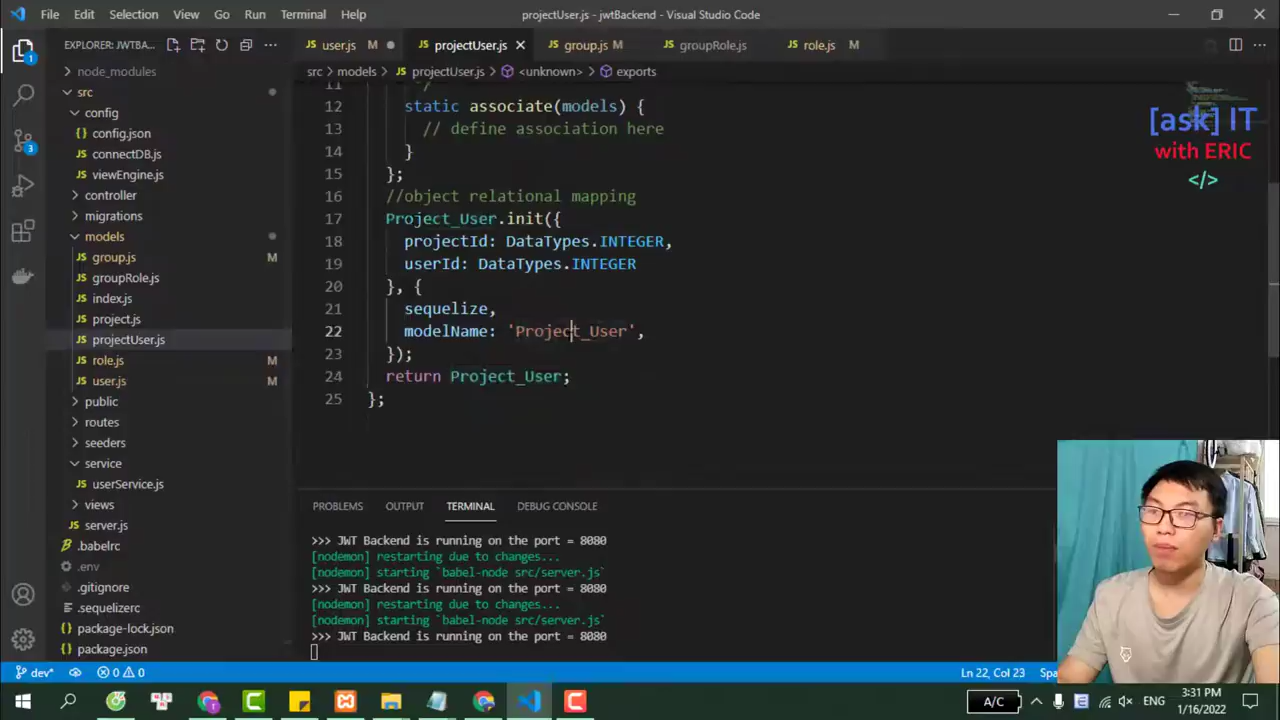 File Edit Selection View Go Run Terminal Help
projectUser.js - jwtBackend - Visual Studio Code
EXPLORER: JWTBA...
user.js M
projectUser.js
group.js M
groupRole.js
role.js M
src > models > projectUser.js > <unknown> > exports
node_modules
src
config
config.json
connectDB.js
viewEngine.js
controller
migrations
models
group.js M
groupRole.js
index.js
project.js
projectUser.js
role.js M
user.js M
public
routes
seeders
service
userService.js
views
server.js
.babelrc
.env
.gitignore
.sequelizerc
package-lock.json
package.json
11 */
12 static associate(models) {
13 // define association here
14 }
15 };
16 //object relational mapping
17 Project_User.init({
18 projectId: DataTypes.INTEGER,
19 userId: DataTypes.INTEGER
20 }, {
21 sequelize,
22 modelName: 'Project_User',
23 });
24 return Project_User;
25 };
[ask] IT
with ERIC
</>
PROBLEMS OUTPUT TERMINAL DEBUG CONSOLE
>>> JWT Backend is running on the port = 8080
[nodemon] restarting due to changes...
[nodemon] starting `babel-node src/server.js`
>>> JWT Backend is running on the port = 8080
[nodemon] restarting due to changes...
[nodemon] starting `babel-node src/server.js`
>>> JWT Backend is running on the port = 8080
dev* 0 0
Ln 22, Col 23
A/C
ENG
3:31 PM
1/16/2022